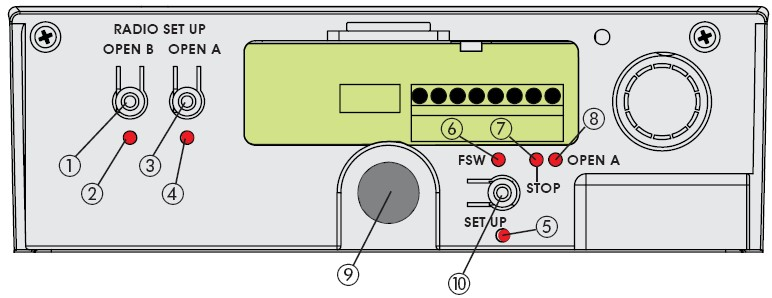 RADIO SET UP
OPEN B OPEN A
1
2
3
4
6
7
8
FSW
OPEN A
STOP
SET UP
5
9
10